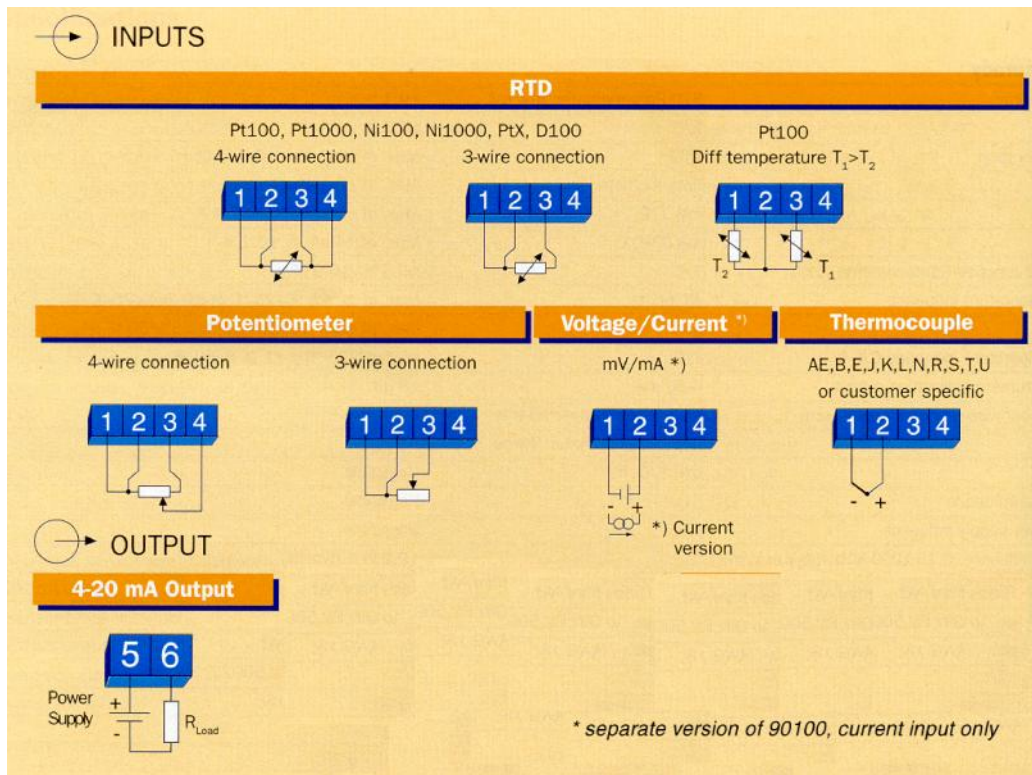 INPUTS
RTD
Pt100, Pt1000, Ni100, Ni1000, PtX, D100
4-wire connection
3-wire connection
Pt100
Diff temperature T₁>T₂
1 2 3 4
1 2 3 4
1 2 3 4
T₂
T₁
Potentiometer
Voltage/Current *)
Thermocouple
4-wire connection
3-wire connection
mV/mA *)
AE,B,E,J,K,L,N,R,S,T,U
or customer specific
1 2 3 4
1 2 3 4
1 2 3 4
1 2 3 4
- +
- +
*) Current
version
OUTPUT
4-20 mA Output
5 6
Power
Supply
+
-
R Load
* separate version of 90100, current input only